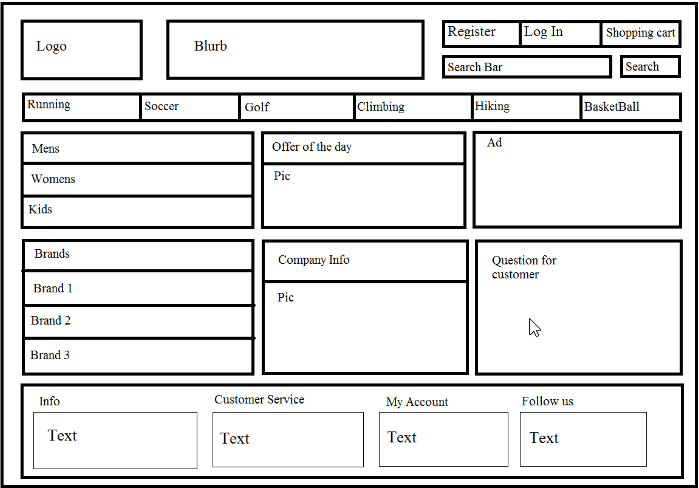 Logo
Blurb
Register
Log In
Shopping cart
Search Bar
Search
Running
Soccer
Golf
Climbing
Hiking
BasketBall
Mens
Womens
Kids
Offer of the day
Pic
Ad
Brands
Brand 1
Brand 2
Brand 3
Company Info
Pic
Question for
customer
Info
Customer Service
My Account
Follow us
Text
Text
Text
Text